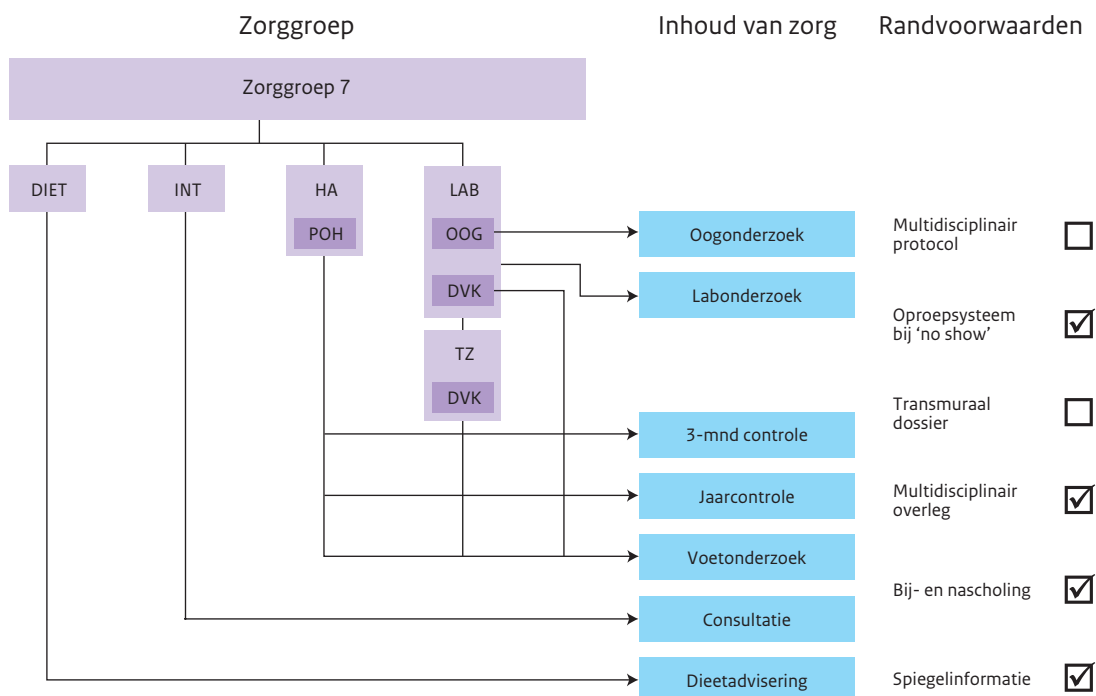 Zorggroep
Inhoud van zorg
Randvoorwaarden
Zorggroep 7
DIET
INT
HA
LAB
POH
OOG
DVK
TZ
DVK
Oogonderzoek
Labonderzoek
3-mnd controle
Jaarcontrole
Voetonderzoek
Consultatie
Dieetadvisering
Multidisciplinair
protocol
Oproepsysteem
bij ‘no show’
Transmuraal
dossier
Multidisciplinair
overleg
Bij- en nascholing
Spiegelinformatie